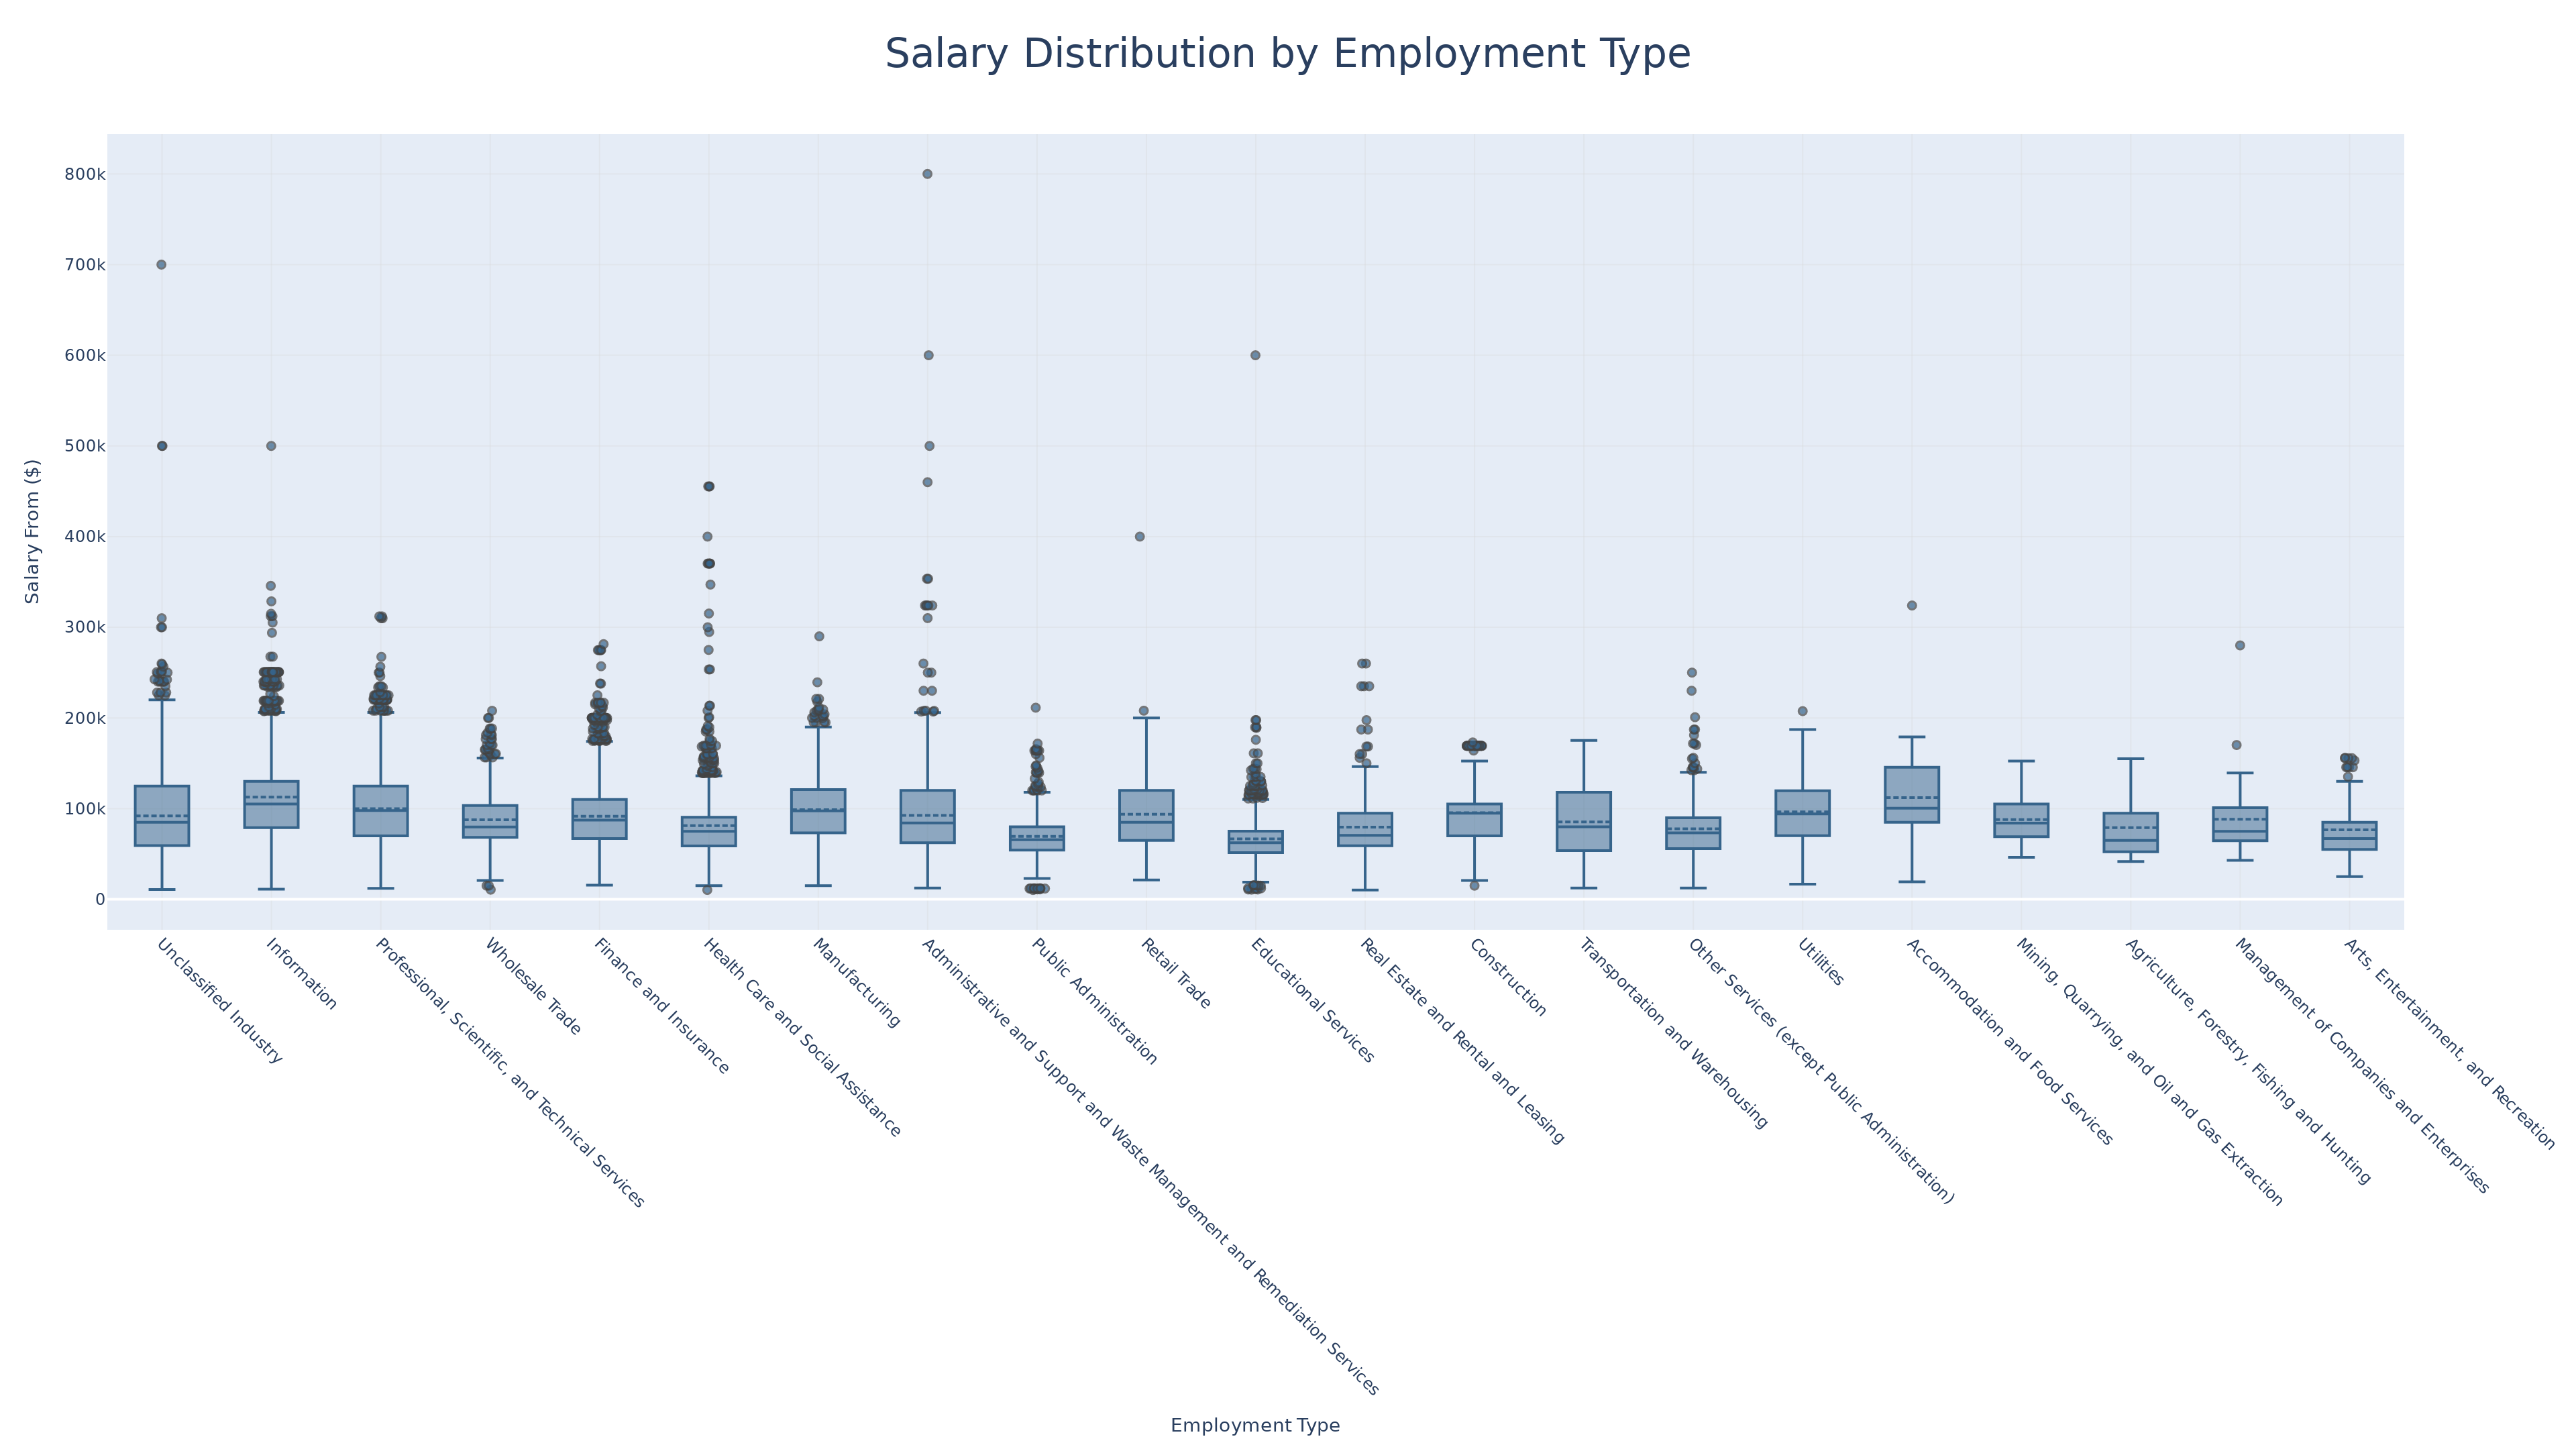 Salary Distribution by Employment Type
Salary From ($)
800k
700k
600k
500k
400k
300k
200k
100k
0
Unclassified Industry
Information
Professional, Scientific, and Technical Services
Wholesale Trade
Finance and Insurance
Health Care and Social Assistance
Manufacturing
Administrative and Support and Waste Management and Remediation Services
Public Administration
Retail Trade
Educational Services
Real Estate and Rental and Leasing
Construction
Transportation and Warehousing
Other Services (except Public Administration)
Utilities
Accommodation and Food Services
Mining, Quarrying, and Oil and Gas Extraction
Agriculture, Forestry, Fishing and Hunting
Management of Companies and Enterprises
Arts, Entertainment, and Recreation
Employment Type